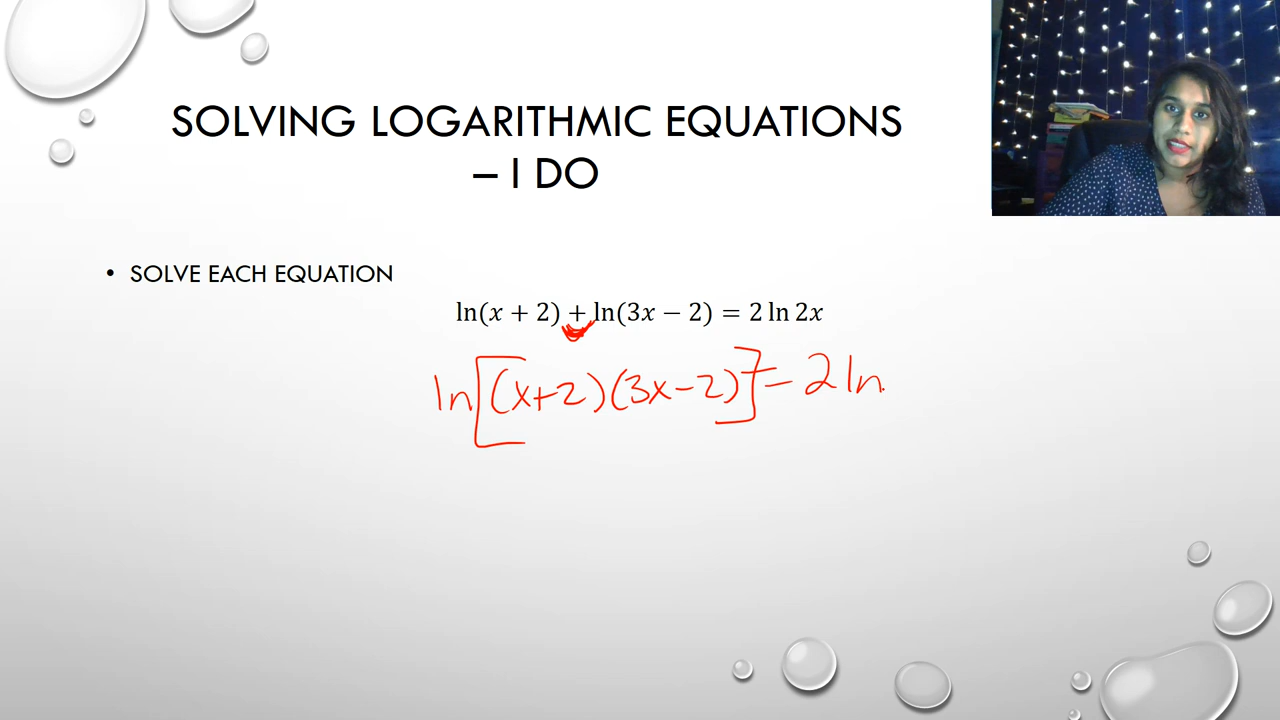 SOLVING LOGARITHMIC EQUATIONS
– I DO
• SOLVE EACH EQUATION
ln(x + 2) + ln(3x − 2) = 2 ln 2x
ln[(x+2)(3x-2)] = 2 ln